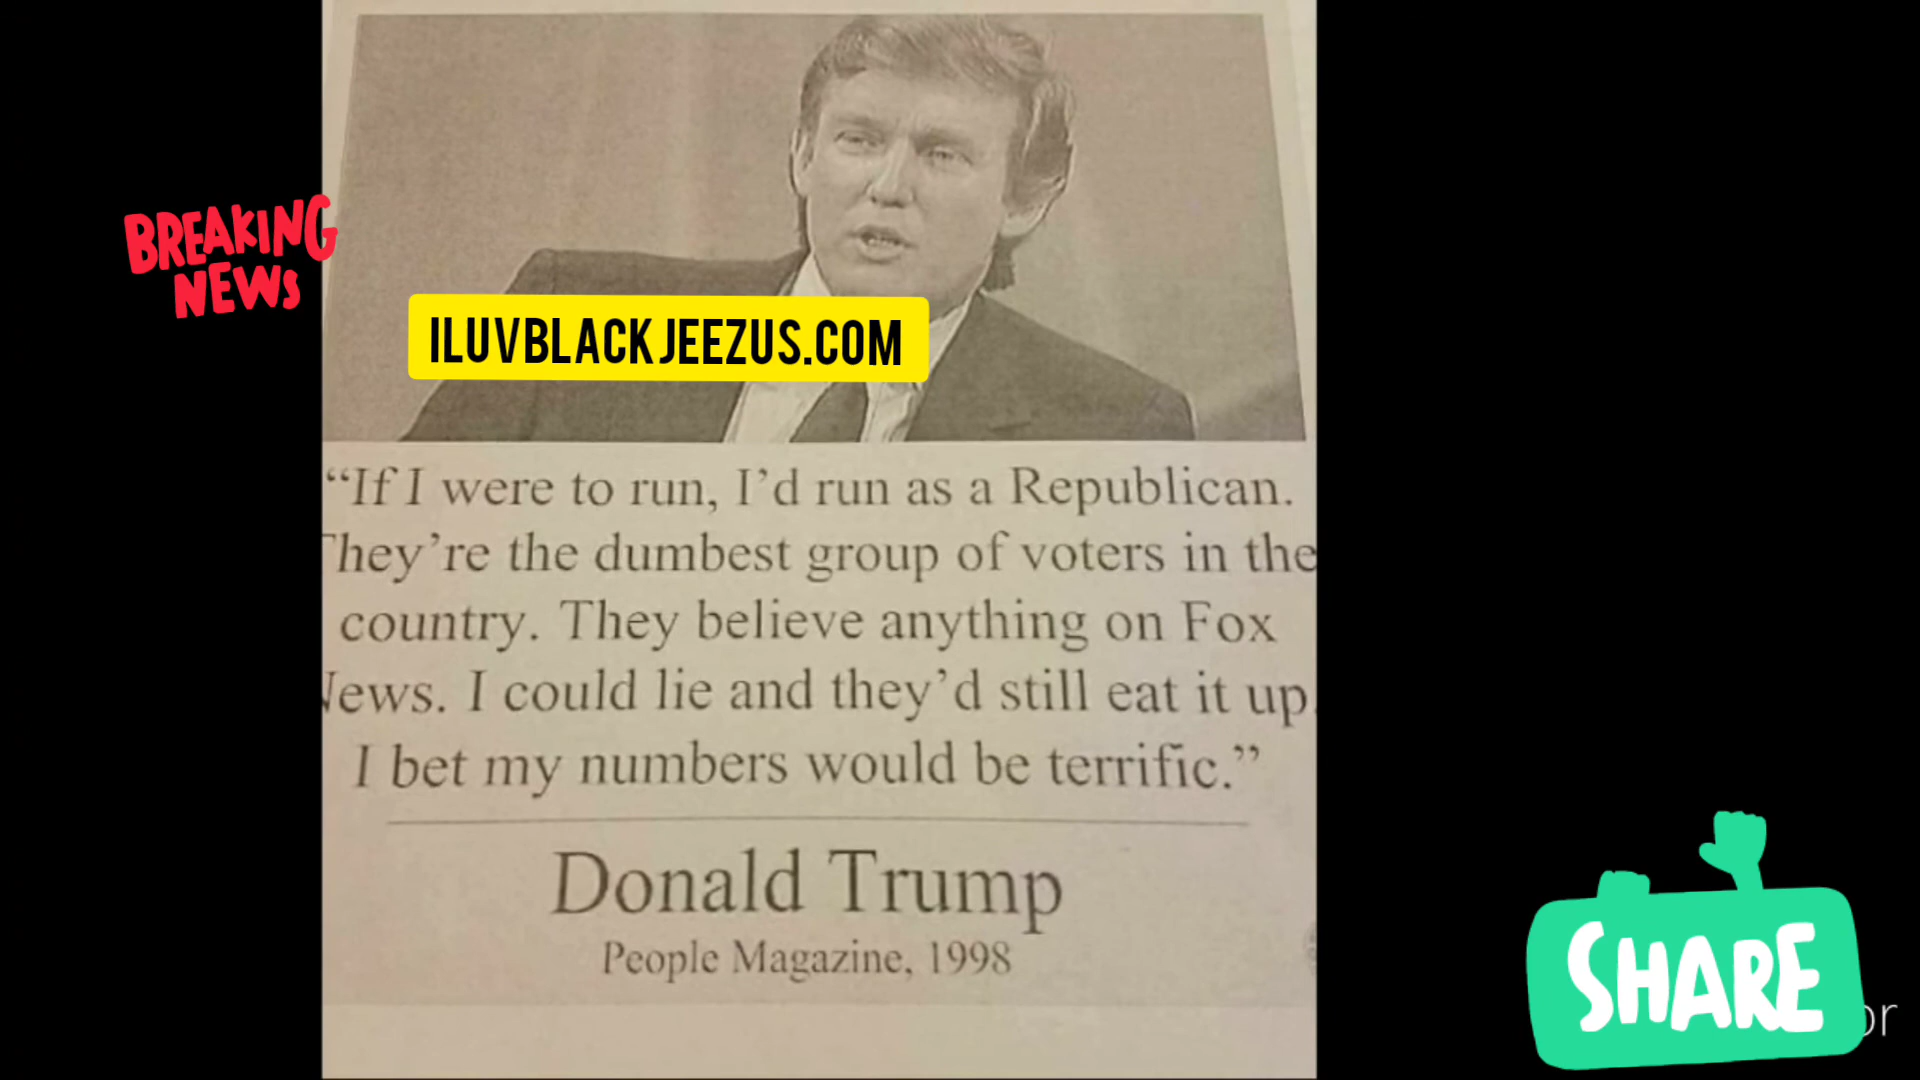 BREAKING
NEWS
ILUVBLACKJEEZUS.COM
“If I were to run, I’d run as a Republican.
They’re the dumbest group of voters in the
country. They believe anything on Fox
News. I could lie and they’d still eat it up.
I bet my numbers would be terrific.”
Donald Trump
People Magazine, 1998
SHARE